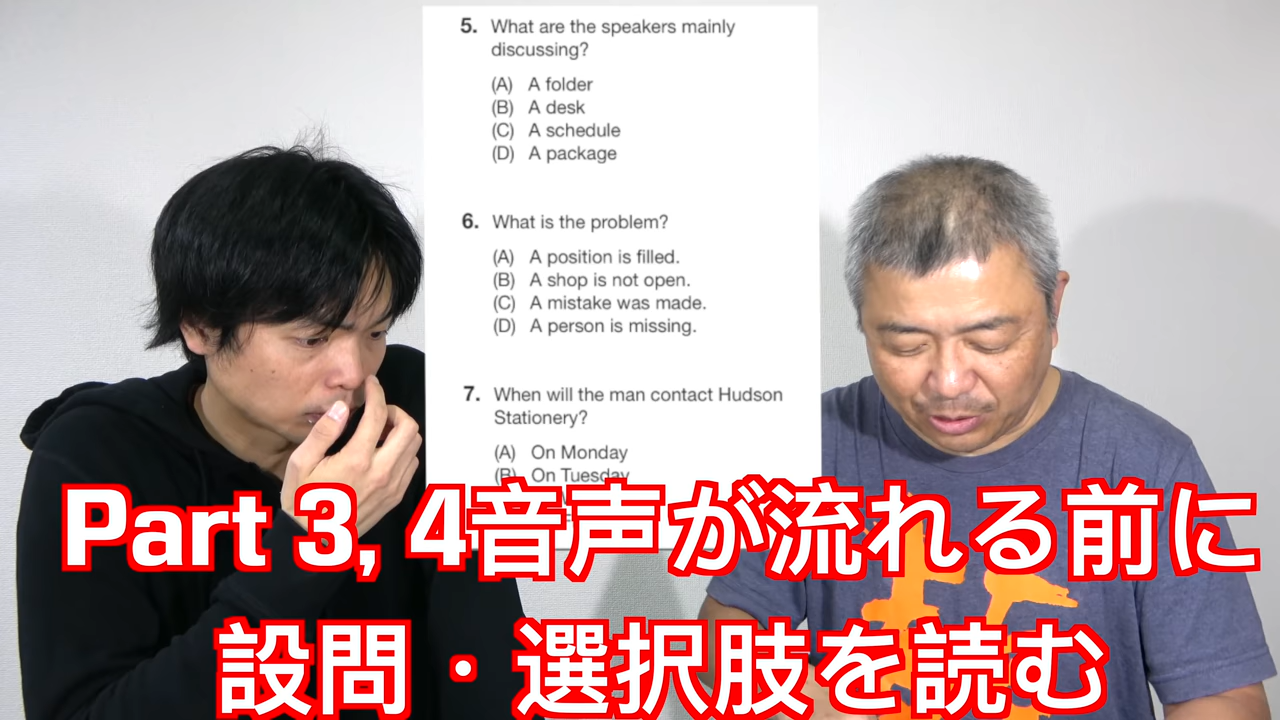 5. What are the speakers mainly
discussing?
(A) A folder
(B) A desk
(C) A schedule
(D) A package
6. What is the problem?
(A) A position is filled.
(B) A shop is not open.
(C) A mistake was made.
(D) A person is missing.
7. When will the man contact Hudson
Stationery?
(A) On Monday
(B) On Tuesday
Part 3, 4音声が流れる前に
設問・選択肢を読む